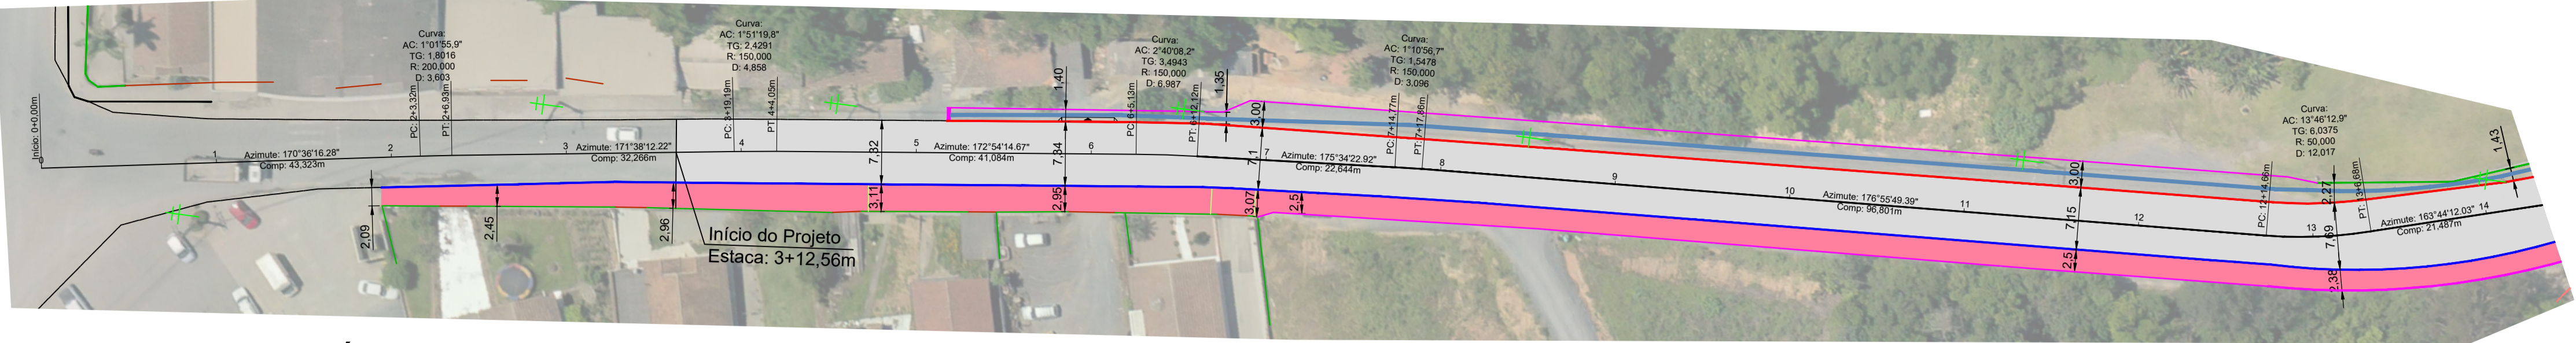 Início: 0+0,00m
0
1
Azimute: 170°36'16.28"
Comp: 43,323m
2
Curva:
AC: 1°01'55,9"
TG: 1,8016
R: 200,000
D: 3,603
PC: 2+3,32m
PT: 2+6,93m
2,09
2,45
3
Azimute: 171°38'12.22"
Comp: 32,266m
2,96
Início do Projeto
Estaca: 3+12,56m
Curva:
AC: 1°51'19,8"
TG: 2,4291
R: 150,000
D: 4,858
PC: 3+19,19m
PT: 4+4,05m
4
7,32
3,11
5
Azimute: 172°54'14.67"
Comp: 41,084m
1,40
7,34
2,95
6
Curva:
AC: 2°40'08,2"
TG: 3,4943
R: 150,000
D: 6,987
PC: 6+5,13m
PT: 6+12,12m
1,35
3,00
7,1
3,07
2,5
7
Azimute: 175°34'22.92"
Comp: 22,644m
Curva:
AC: 1°10'56,7"
TG: 1,5478
R: 150,000
D: 3,096
PC: 7+14,77m
PT: 7+17,86m
8
9
10
Azimute: 176°55'49.39"
Comp: 96,801m
11
3,00
7,15
2,5
12
Curva:
AC: 13°46'12,9"
TG: 6,0375
R: 50,000
D: 12,017
PC: 12+14,66m
PT: 13+6,68m
13
2,27
7,69
2,38
Azimute: 163°44'12.03"
Comp: 21,487m
14
1,43